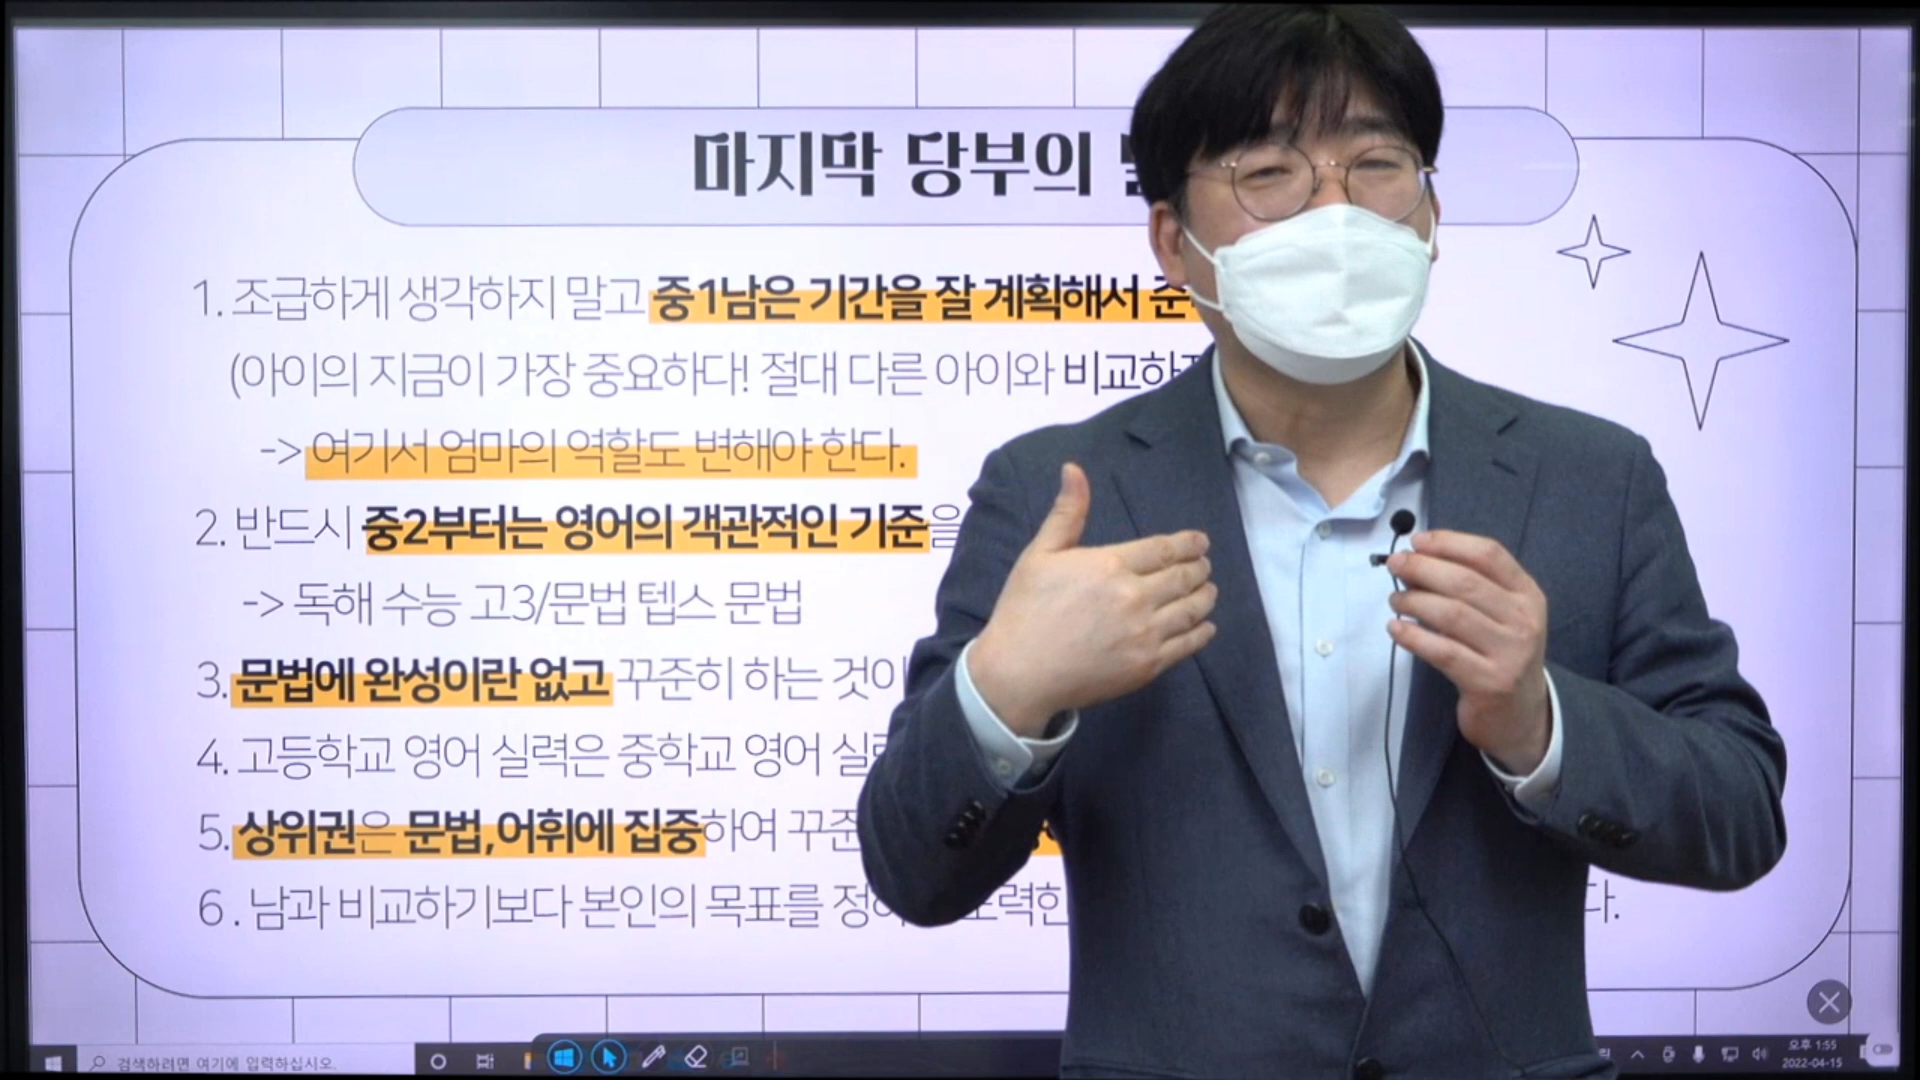 마지막 당부의
1. 조급하게 생각하지 말고 중1남은 기간을 잘 계획해서
(아이의 지금이 가장 중요하다! 절대 다른 아이와
-> 여기서 엄마의 역할도 변해야 한다.
2. 반드시 중2부터는 영어의 객관적인 기준을
-> 독해 수능 고3/문법 텝스 문법
3. 문법에 완성이란 없고 꾸준히 하는 것이
4. 고등학교 영어 실력은 중학교 영어
5. 상위권은 문법,어휘에 집중하여
6. 남과 비교하기보다 본인의 목표를 다.
검색하려면 여기에 입력하십시오.
오후 1:55
2022-04-15